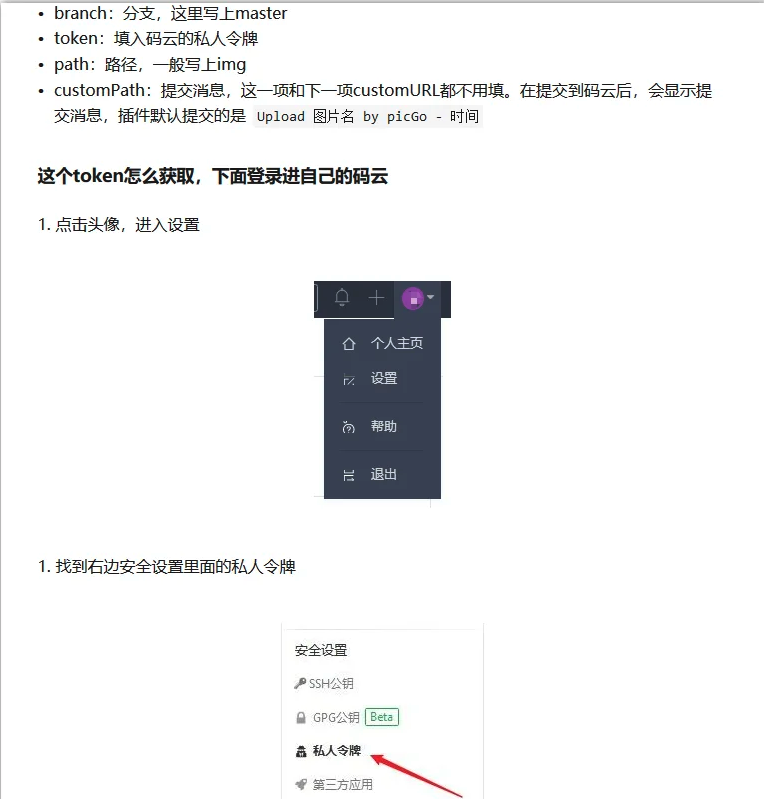 • branch：分支，这里写上master
• token：填入码云的私人令牌
• path：路径，一般写上img
• customPath：提交消息，这一项和下一项customURL都不用填。在提交到码云后，会显示提
交消息，插件默认提交的是 Upload 图片名 by picGo - 时间
这个token怎么获取，下面登录进自己的码云
1. 点击头像，进入设置
个人主页
设置
帮助
退出
1. 找到右边安全设置里面的私人令牌
安全设置
SSH公钥
GPG公钥 Beta
私人令牌
第三方应用